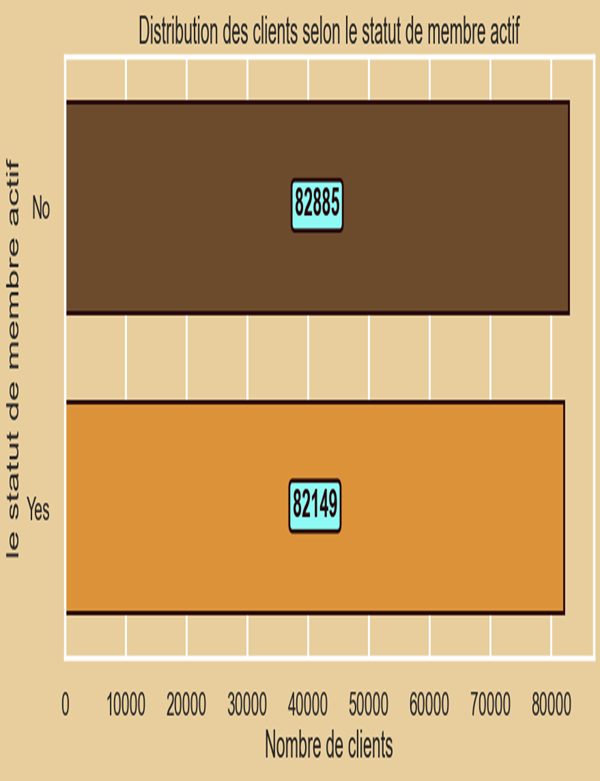 Distribution des clients selon le statut de membre actif
le statut de membre actif
No
82885
Yes
82149
0 10000 20000 30000 40000 50000 60000 70000 80000
Nombre de clients